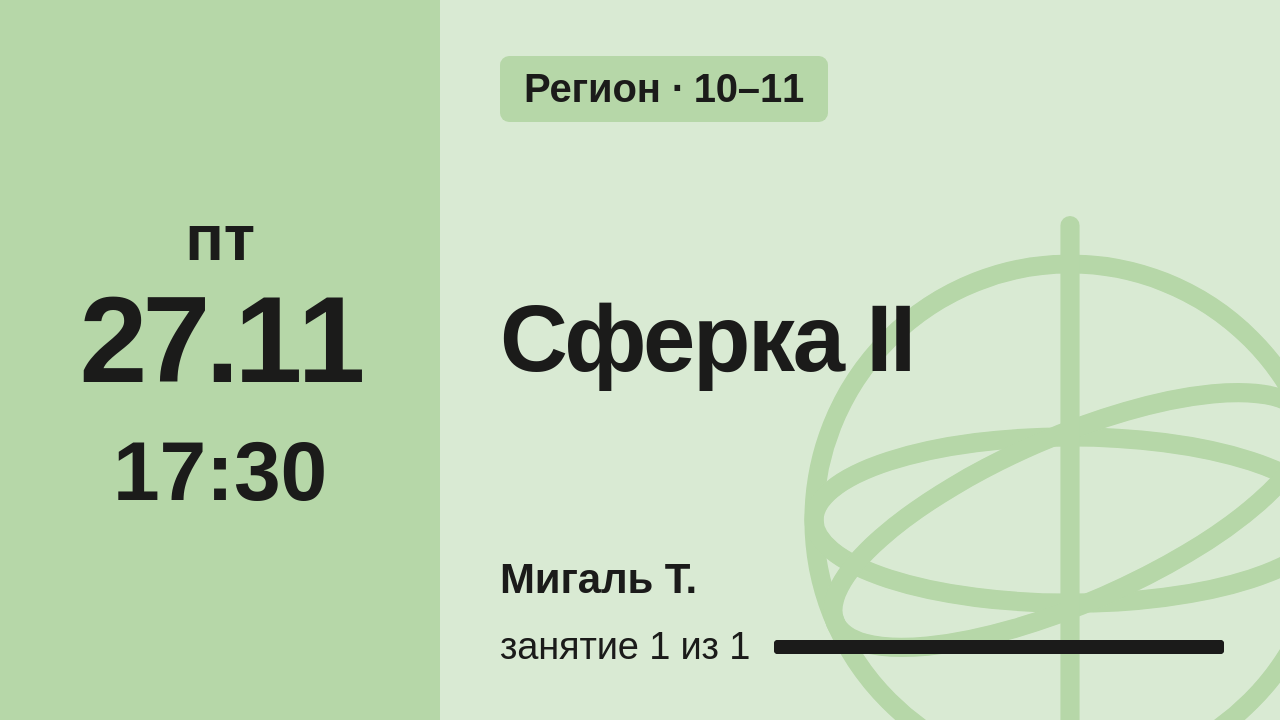 пт
27.11
17:30
Регион · 10–11
Сферка II
Мигаль Т.
занятие 1 из 1